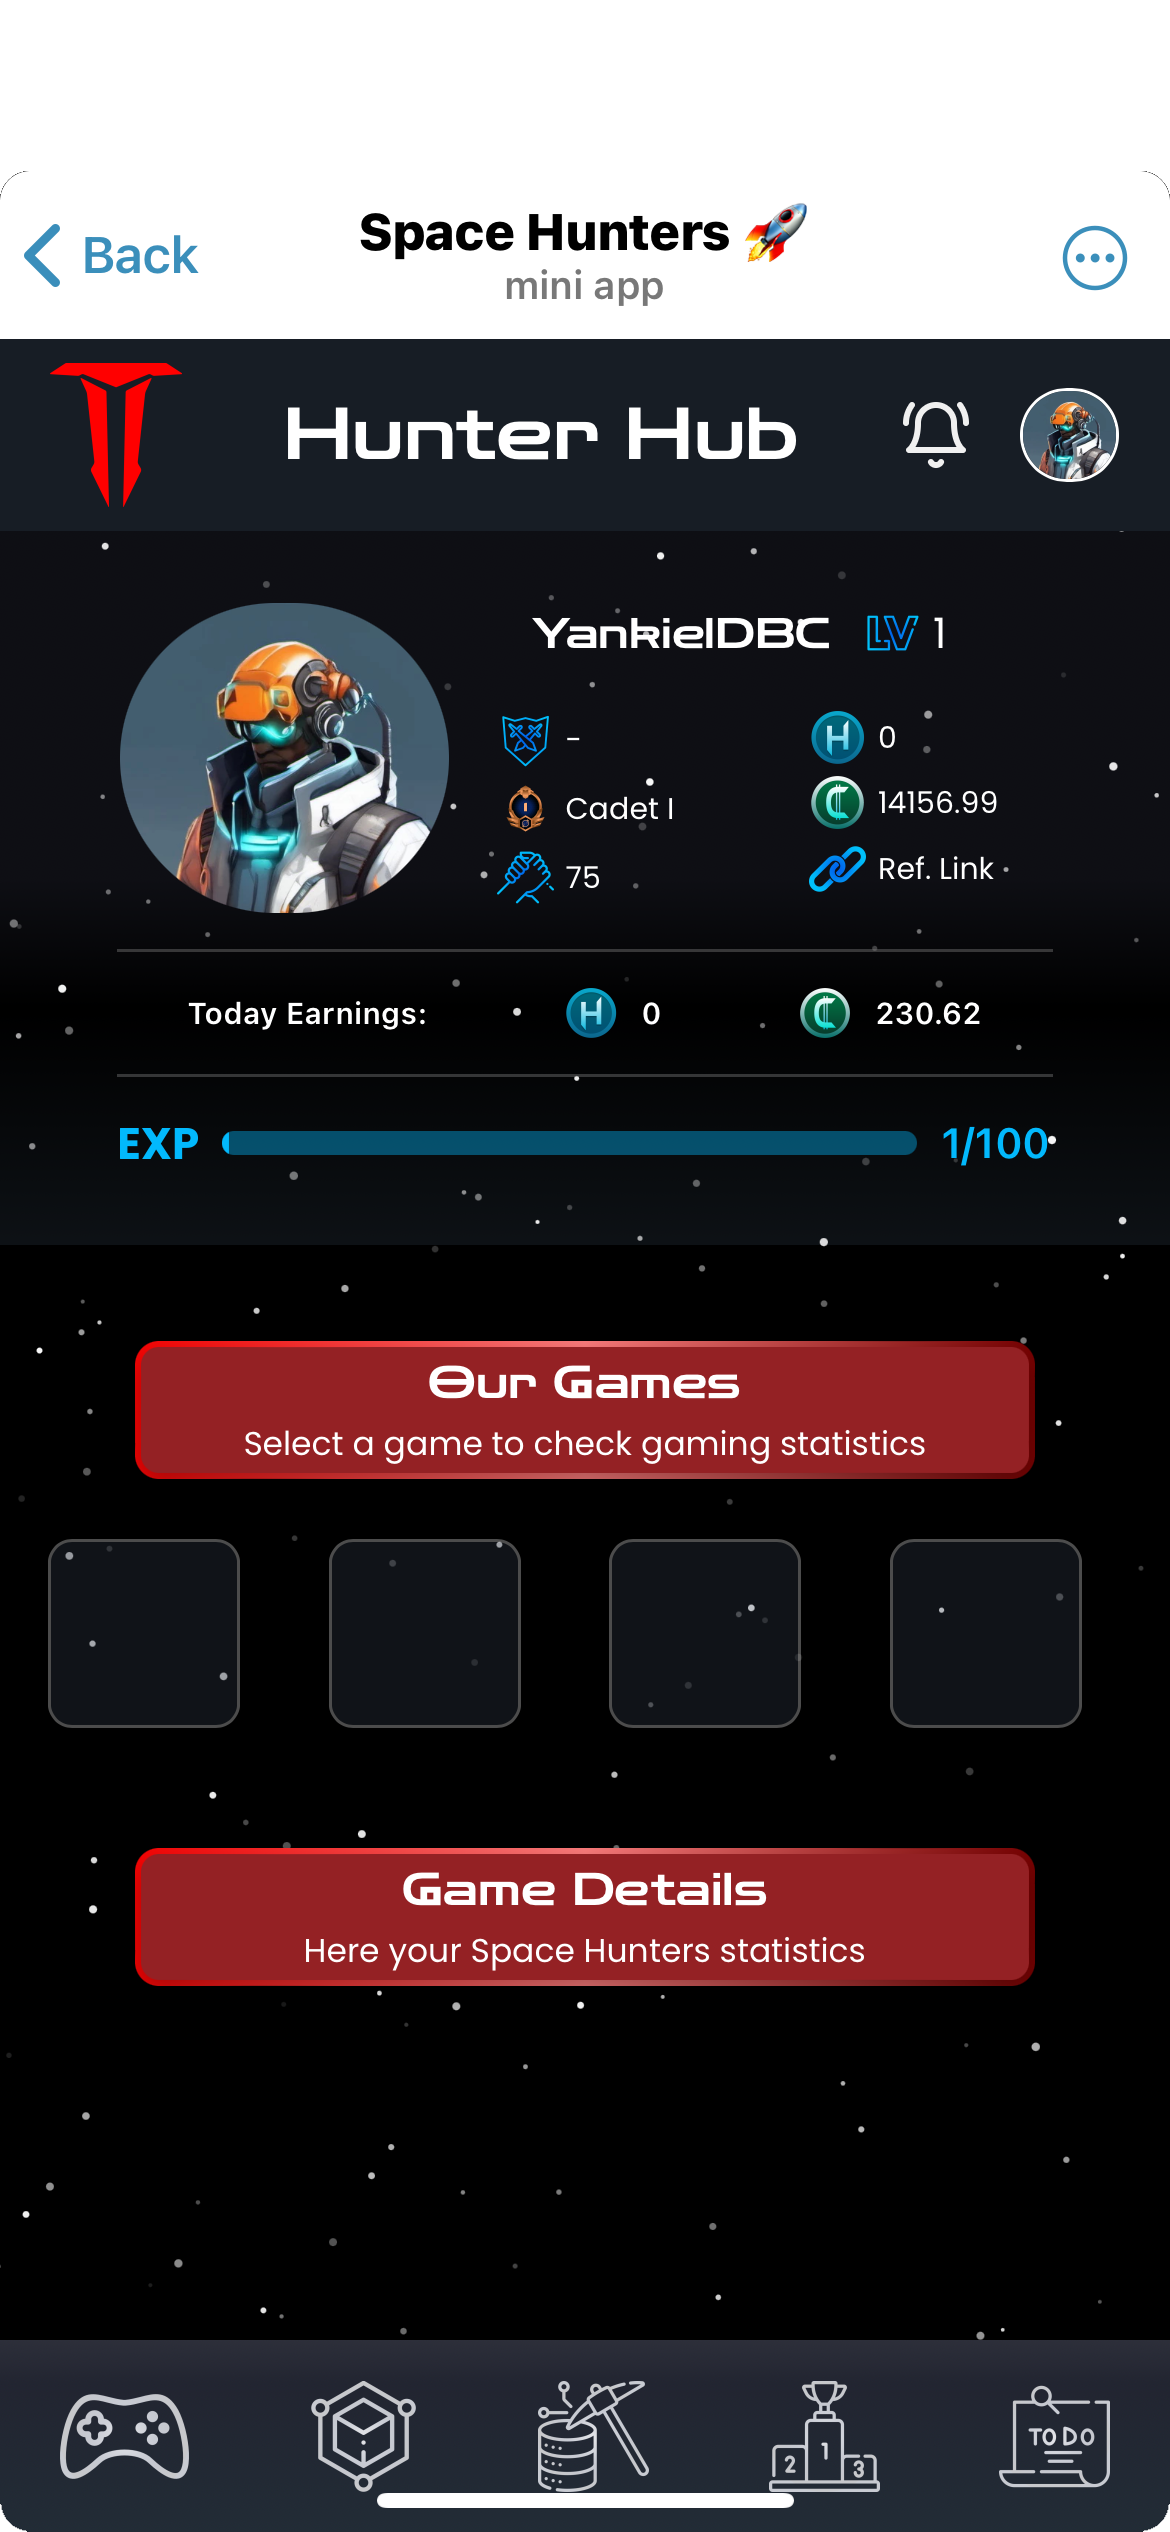 Back
Space Hunters 🚀
mini app
Hunter Hub
YankielDBC LV 1
-
H 0
Cadet I
14156.99
75
Ref. Link
Today Earnings: H 0 230.62
EXP 1/100
Our Games
Select a game to check gaming statistics
Game Details
Here your Space Hunters statistics
2 1 3
TO DO